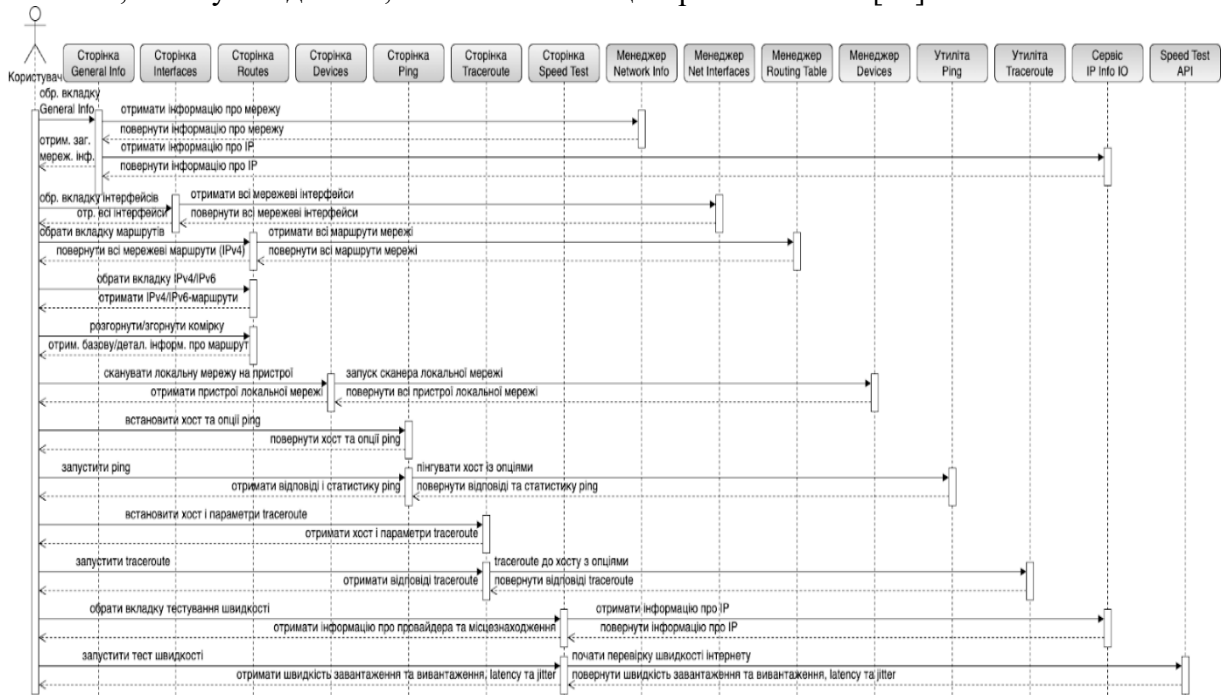 Користувач
Сторінка
General Info
Сторінка
Interfaces
Сторінка
Routes
Сторінка
Devices
Сторінка
Ping
Сторінка
Traceroute
Сторінка
Speed Test
Менеджер
Network Info
Менеджер
Net Interfaces
Менеджер
Routing Table
Менеджер
Devices
Утиліта
Ping
Утиліта
Traceroute
Сервіс
IP Info IO
Speed Test
API
обр. вкладку
General Info
отримати інформацію про мережу
повернути інформацію про мережу
отрим. заг.
мереж. інф.
отримати інформацію про IP
повернути інформацію про IP
обр. вкладку інтерфейсів
отримати всі мережеві інтерфейси
отр. всі інтерфейси
повернути всі мережеві інтерфейси
обрати вкладку маршрутів
отримати всі маршрути мережі
повернути всі мережеві маршрути (IPv4)
повернути всі маршрути мережі
обрати вкладку IPv4/IPv6
отримати IPv4/IPv6-маршрути
розгорнути/згорнути комірку
отрим. базову/детал. інформ. про маршрут
сканувати локальну мережу на пристрої
запуск сканера локальної мережі
отримати пристрої локальної мережі
повернути всі пристрої локальної мережі
встановити хост та опції ping
повернути хост та опції ping
запустити ping
пінгувати хост із опціями
отримати відповіді і статистику ping
повернути відповіді та статистику ping
встановити хост і параметри traceroute
отримати хост і параметри traceroute
запустити traceroute
traceroute до хосту з опціями
отримати відповіді traceroute
повернути відповіді traceroute
обрати вкладку тестування швидкості
отримати інформацію про IP
отримати інформацію про провайдера та місцезнаходження
повернути інформацію про IP
запустити тест швидкості
почати перевірку швидкості інтернету
отримати швидкість завантаження та вивантаження, latency та jitter
повернути швидкість завантаження та вивантаження, latency та jitter